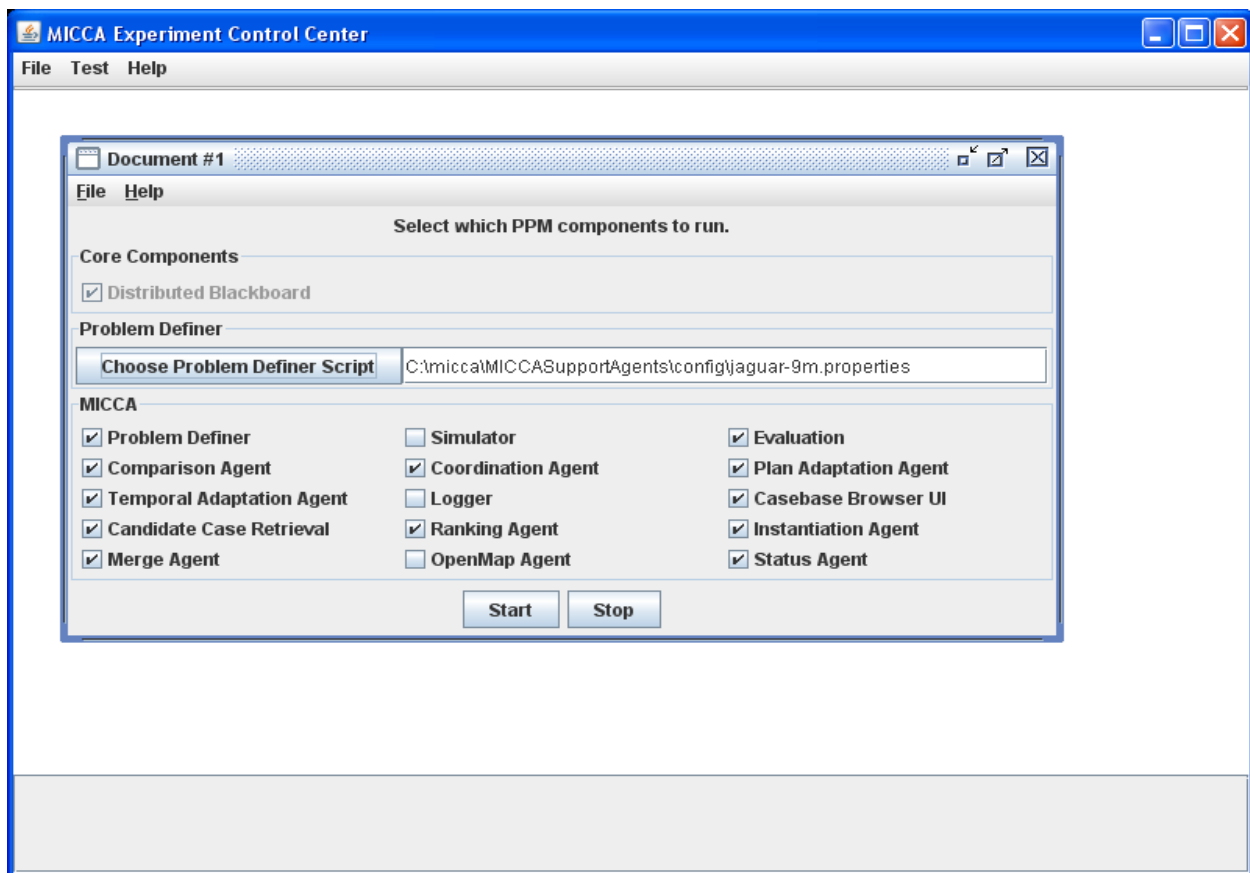 MICCA Experiment Control Center
File Test Help
Document #1
File Help
Select which PPM components to run.
Core Components
Distributed Blackboard
Problem Definer
Choose Problem Definer Script C:\micca\MICCASupportAgents\config\jaguar-9m.properties
MICCA
Problem Definer Simulator Evaluation
Comparison Agent Coordination Agent Plan Adaptation Agent
Temporal Adaptation Agent Logger Casebase Browser UI
Candidate Case Retrieval Ranking Agent Instantiation Agent
Merge Agent OpenMap Agent Status Agent
Start Stop